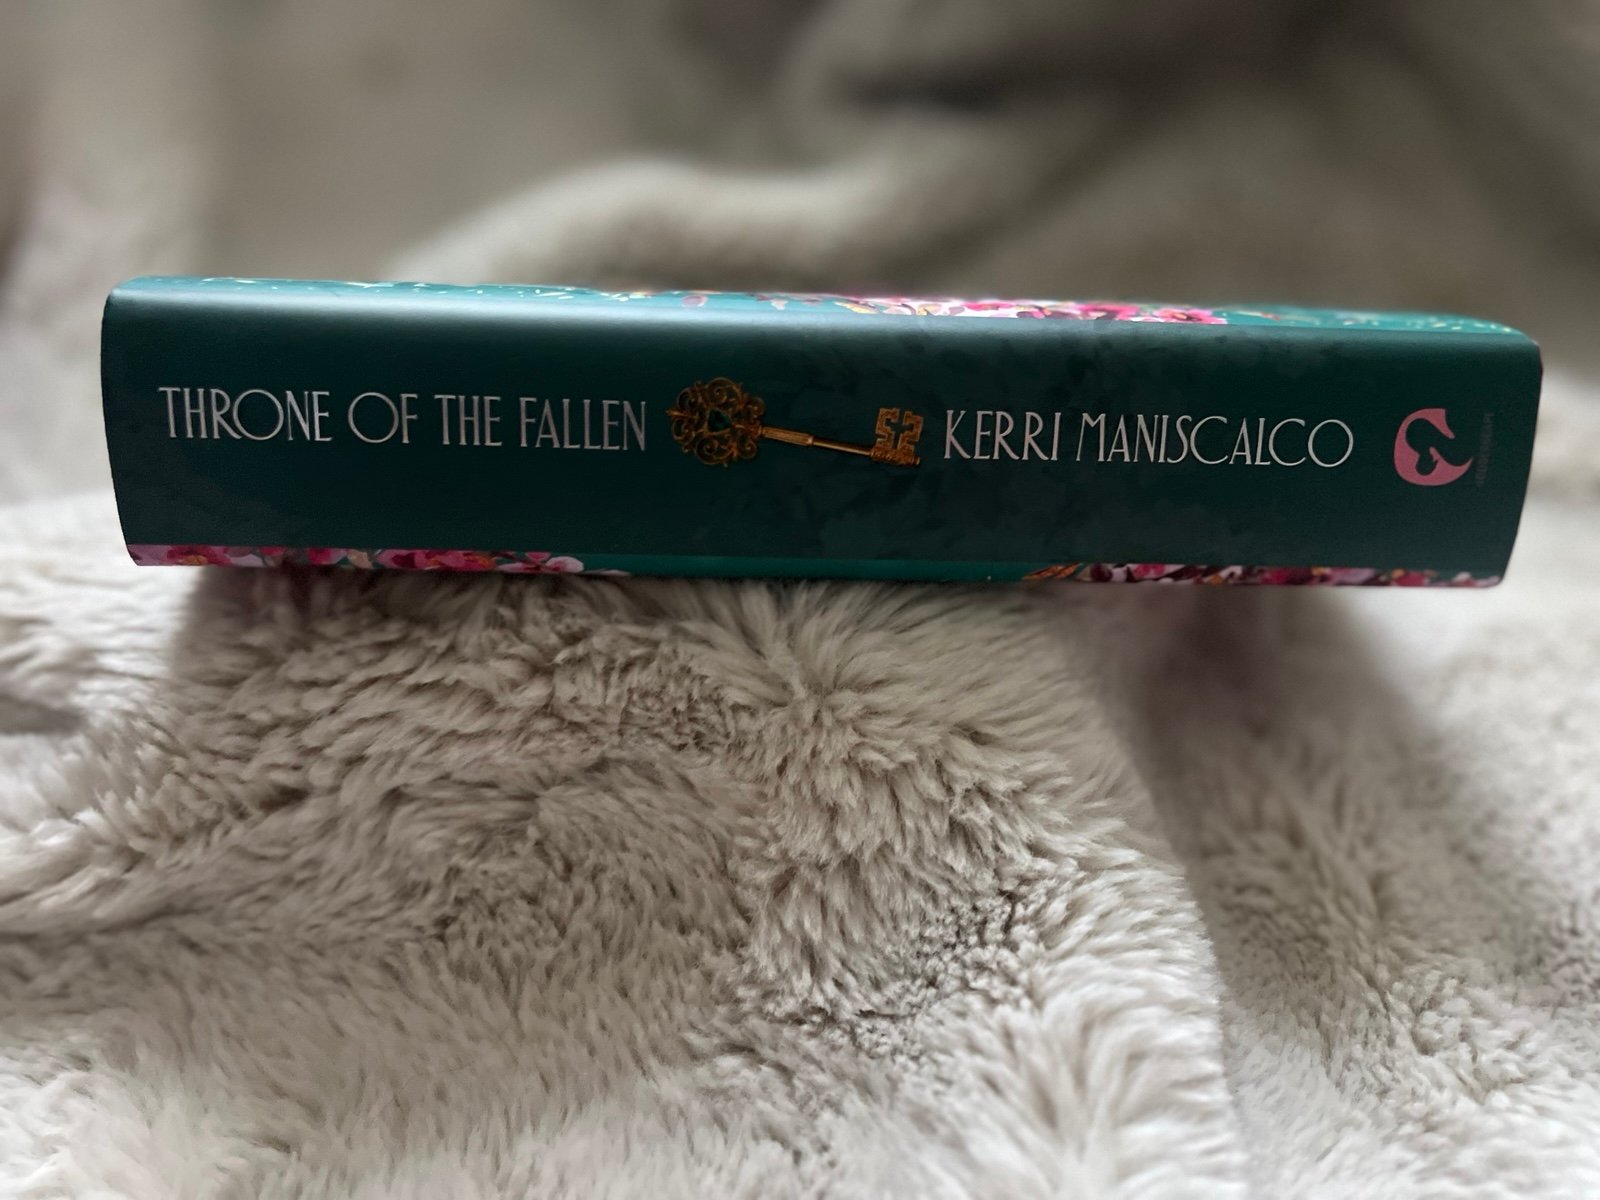 THRONE OF THE FALLEN KERRI MANISCALCO